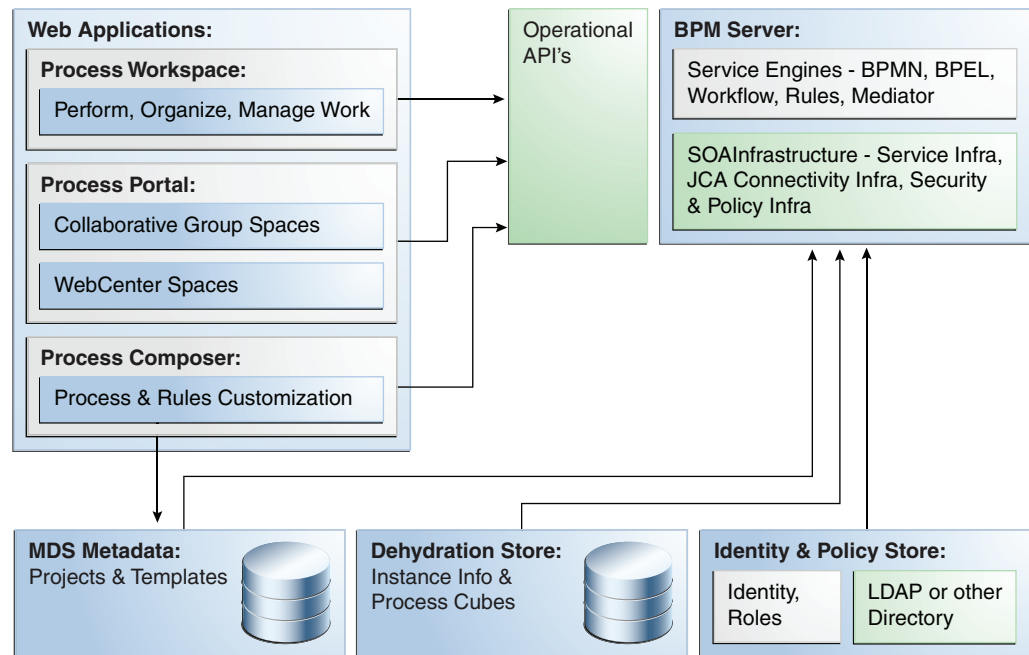 Web Applications:
Process Workspace:
Perform, Organize, Manage Work
Process Portal:
Collaborative Group Spaces
WebCenter Spaces
Process Composer:
Process & Rules Customization
Operational
API's
BPM Server:
Service Engines - BPMN, BPEL,
Workflow, Rules, Mediator
SOAInfrastructure - Service Infra,
JCA Connectivity Infra, Security
& Policy Infra
MDS Metadata:
Projects & Templates
Dehydration Store:
Instance Info &
Process Cubes
Identity & Policy Store:
Identity,
Roles
LDAP or other
Directory